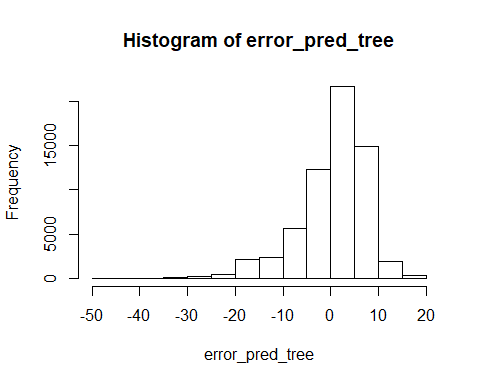 Histogram of error_pred_tree
Frequency
15000
5000
0
-50 -40 -30 -20 -10 0 10 20
error_pred_tree